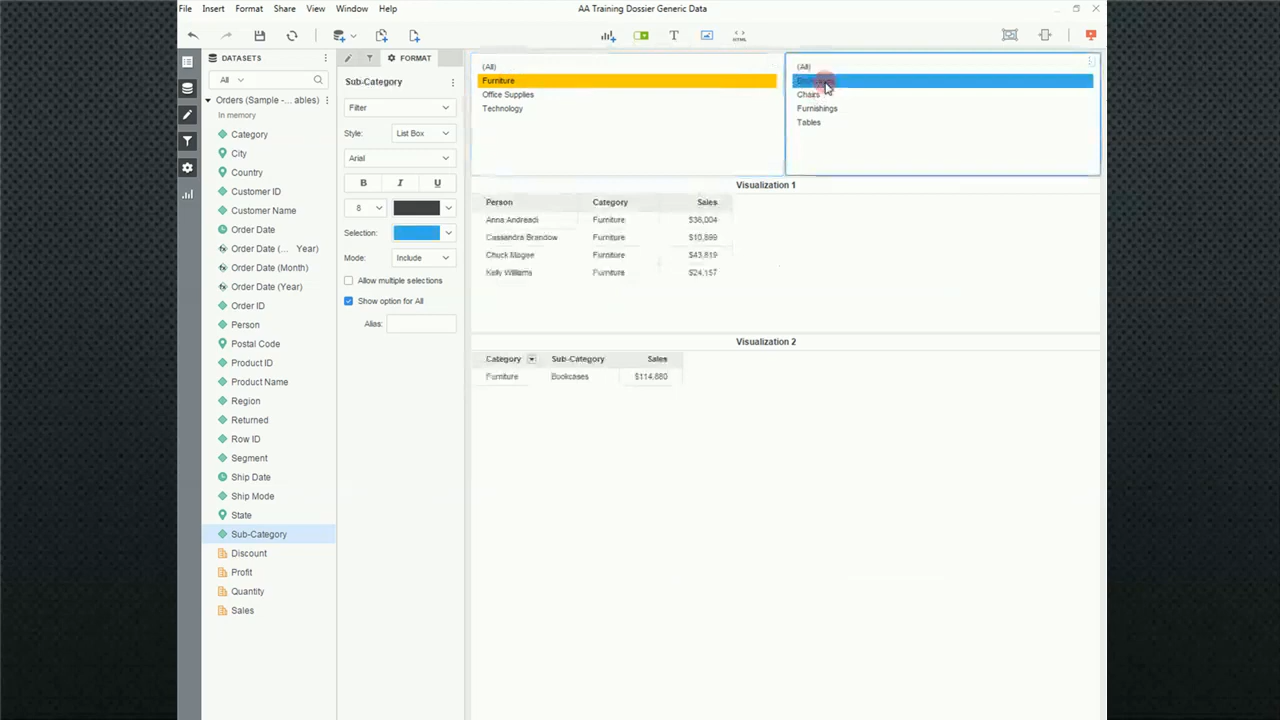 File Insert Format Share View Window Help
AA Training Dossier Generic Data
HTML
DATASETS
All
Orders (Sample -... ables)
In memory
Category
City
Country
Customer ID
Customer Name
Order Date
Order Date (... Year)
Order Date (Month)
Order Date (Year)
Order ID
Person
Postal Code
Product ID
Product Name
Region
Returned
Row ID
Segment
Ship Date
Ship Mode
State
Sub-Category
Discount
Profit
Quantity
Sales
FORMAT
Sub-Category
Filter
Style: List Box
Arial
B I U
8
Selection:
Mode: Include
Allow multiple selections
Show option for All
Alias:
(All)
Furniture
Office Supplies
Technology
(All)
Chairs
Furnishings
Tables
Visualization 1
Person Category Sales
Anna Andreadi Furniture
Cassandra Brandow Furniture
Chuck Magee Furniture
Kelly Williams Furniture $24,157
Visualization 2
Category Sub-Category Sales
Furniture Bookcases $114,880